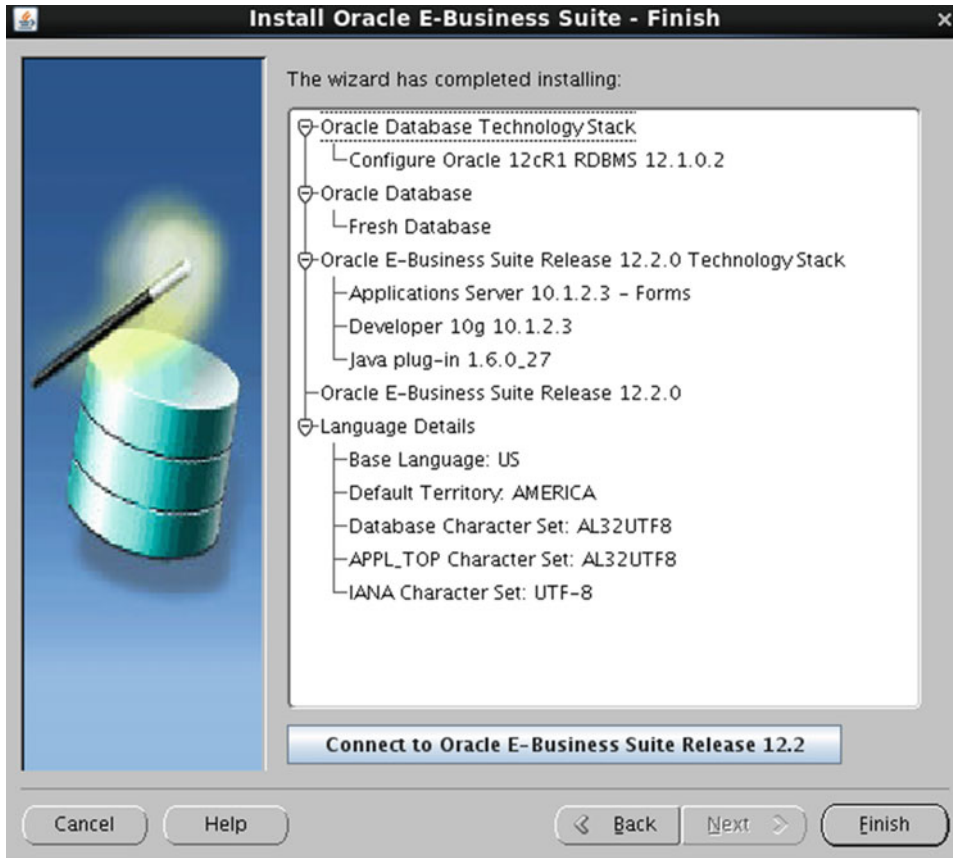 Install Oracle E-Business Suite - Finish
The wizard has completed installing:
Oracle Database Technology Stack
Configure Oracle 12cR1 RDBMS 12.1.0.2
Oracle Database
Fresh Database
Oracle E-Business Suite Release 12.2.0 Technology Stack
Applications Server 10.1.2.3 - Forms
Developer 10g 10.1.2.3
Java plug-in 1.6.0_27
Oracle E-Business Suite Release 12.2.0
Language Details
Base Language: US
Default Territory: AMERICA
Database Character Set: AL32UTF8
APPL_TOP Character Set: AL32UTF8
IANA Character Set: UTF-8
Connect to Oracle E-Business Suite Release 12.2
Cancel Help Back Next Finish